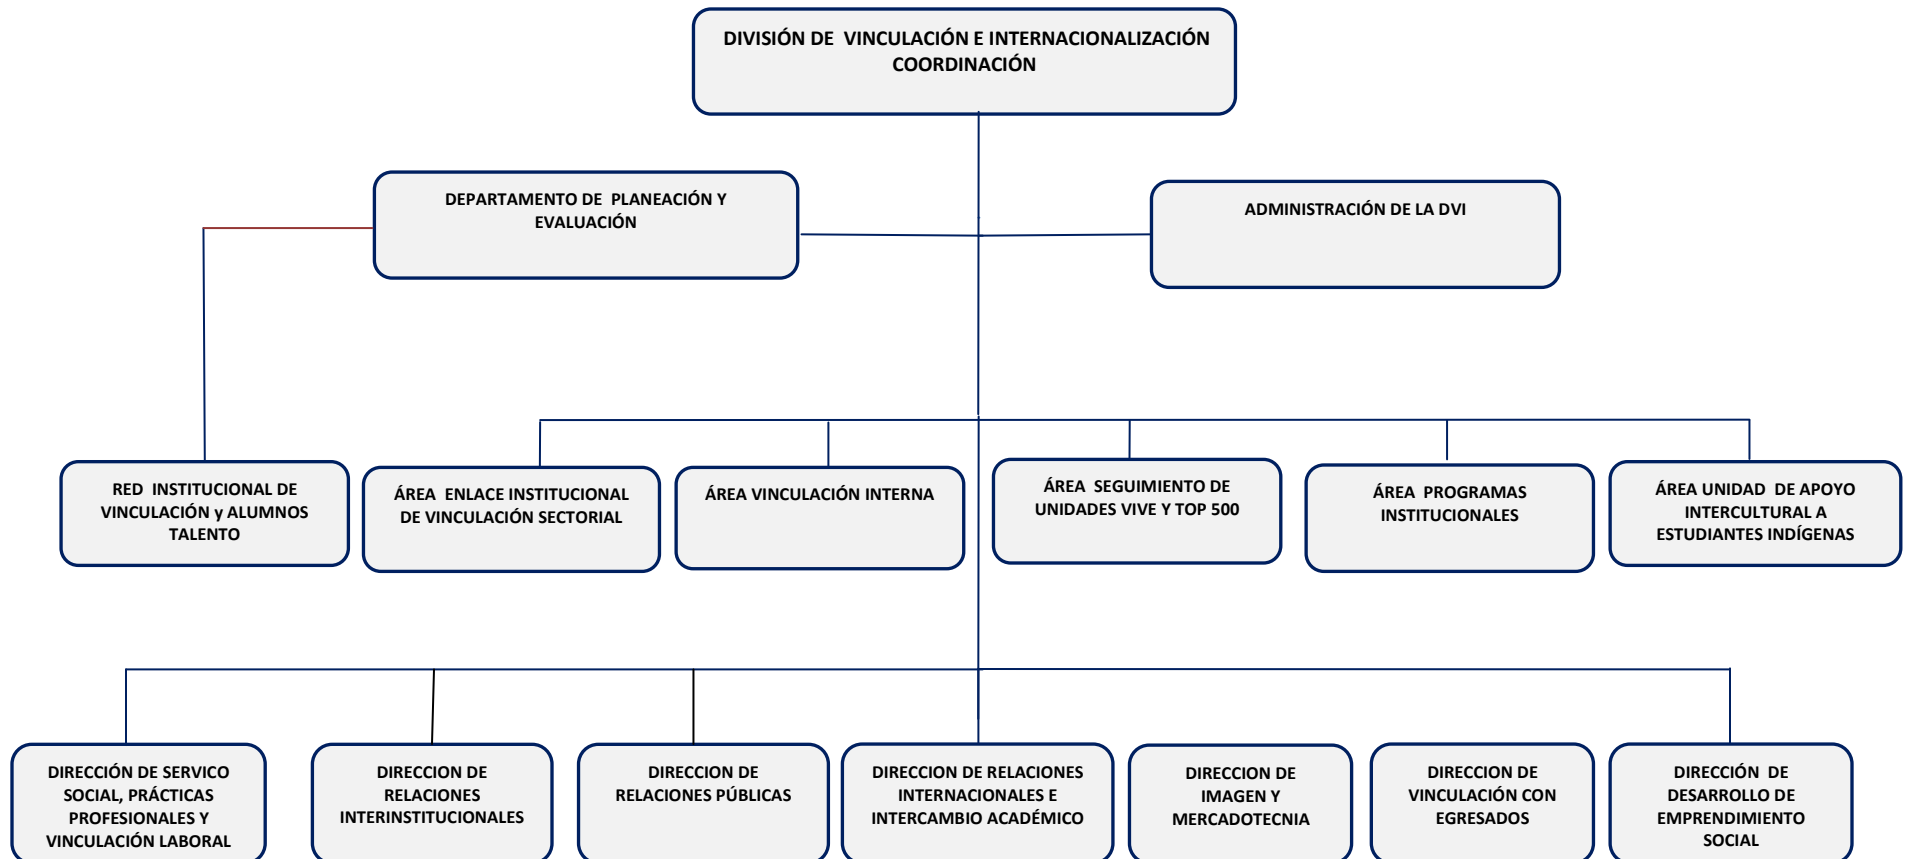 DIVISIÓN DE VINCULACIÓN E INTERNACIONALIZACIÓN
COORDINACIÓN
DEPARTAMENTO DE PLANEACIÓN Y
EVALUACIÓN
ADMINISTRACIÓN DE LA DVI
RED INSTITUCIONAL DE
VINCULACIÓN y ALUMNOS
TALENTO
ÁREA ENLACE INSTITUCIONAL
DE VINCULACIÓN SECTORIAL
ÁREA VINCULACIÓN INTERNA
ÁREA SEGUIMIENTO DE
UNIDADES VIVE Y TOP 500
ÁREA PROGRAMAS
INSTITUCIONALES
ÁREA UNIDAD DE APOYO
INTERCULTURAL A
ESTUDIANTES INDÍGENAS
DIRECCIÓN DE SERVICO
SOCIAL, PRÁCTICAS
PROFESIONALES Y
VINCULACIÓN LABORAL
DIRECCION DE
RELACIONES
INTERINSTITUCIONALES
DIRECCION DE
RELACIONES PÚBLICAS
DIRECCION DE RELACIONES
INTERNACIONALES E
INTERCAMBIO ACADÉMICO
DIRECCION DE
IMAGEN Y
MERCADOTECNIA
DIRECCION DE
VINCULACIÓN CON
EGRESADOS
DIRECCIÓN DE
DESARROLLO DE
EMPRENDIMIENTO
SOCIAL